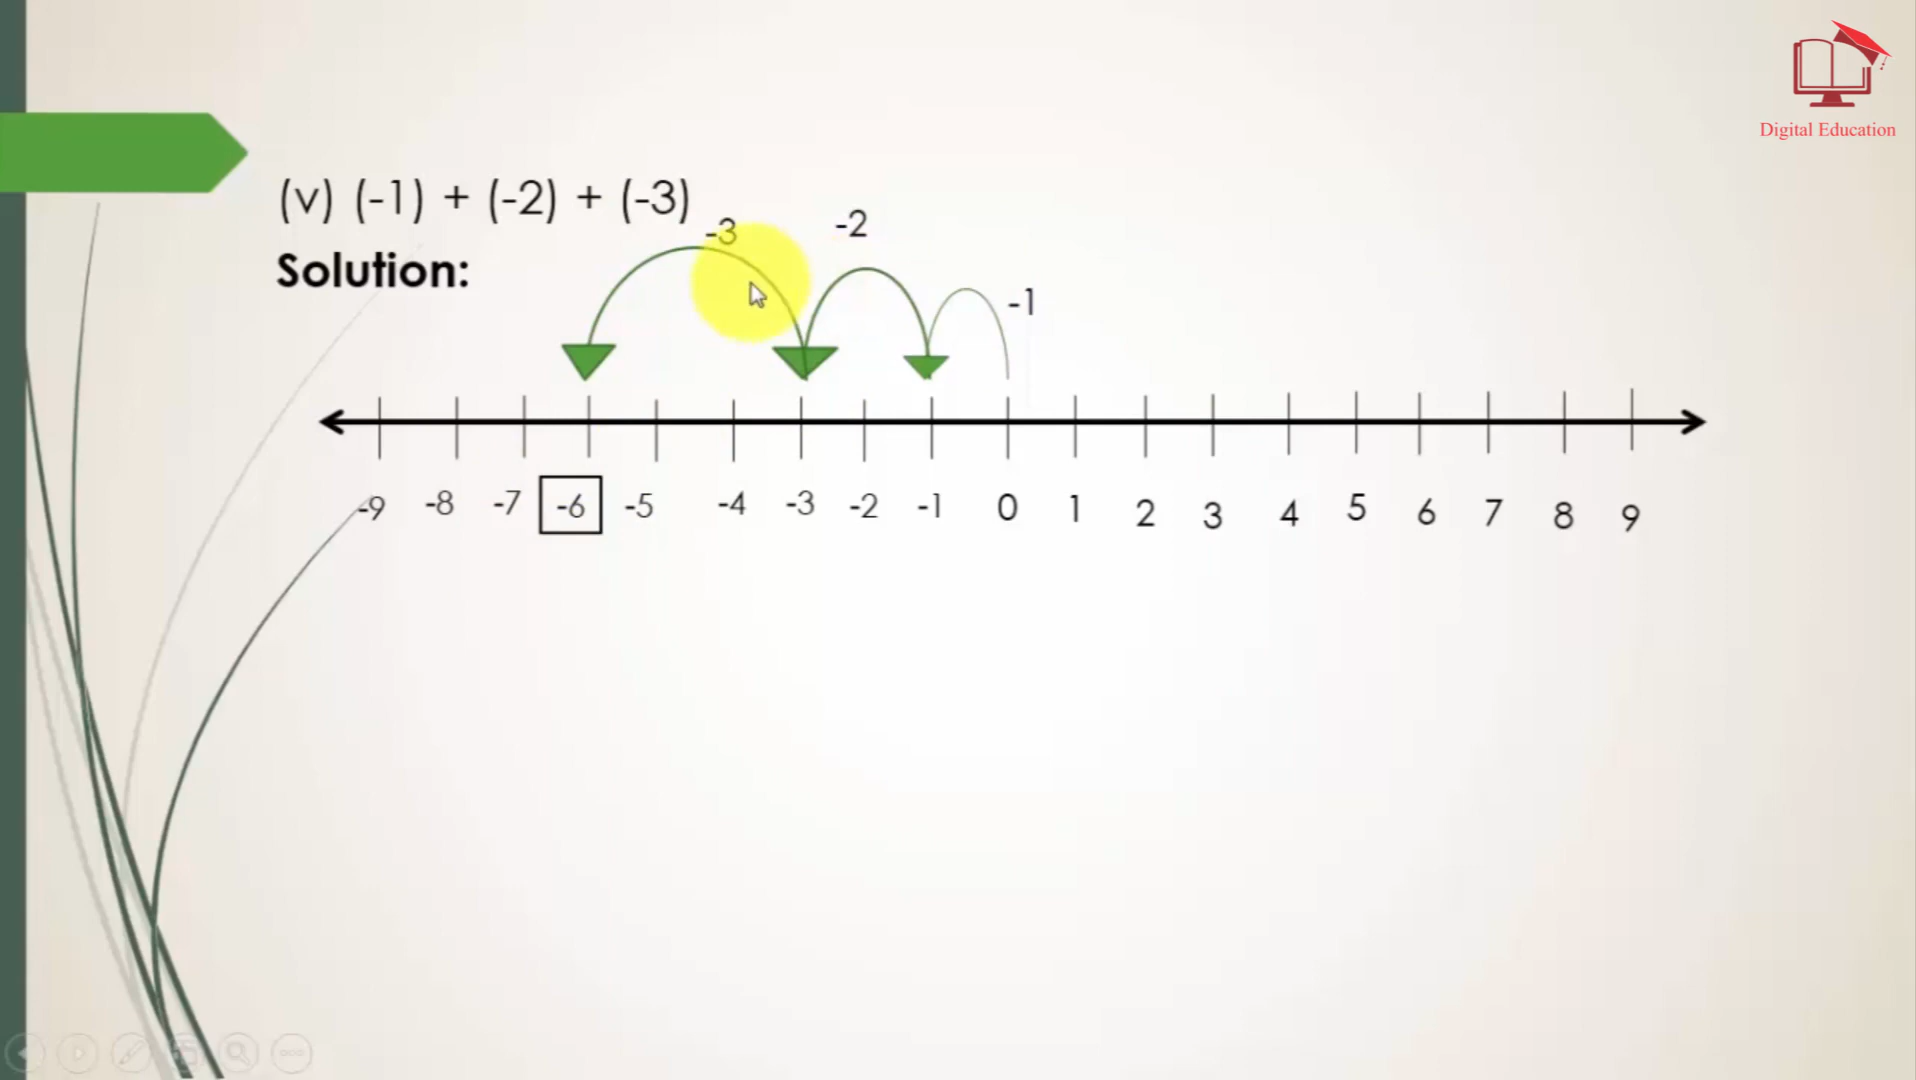 Digital Education
(v) (-1) + (-2) + (-3)
-3
-2
Solution:
-1
-9 -8 -7 -6 -5 -4 -3 -2 -1 0 1 2 3 4 5 6 7 8 9